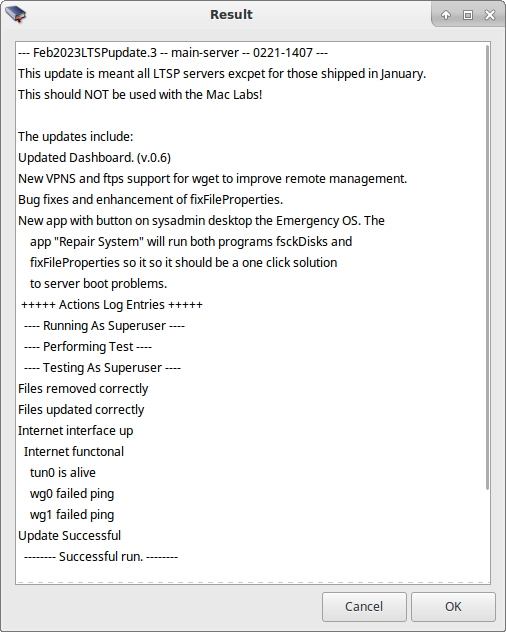 Result
--- Feb2023LTSPupdate.3 -- main-server -- 0221-1407 ---
This update is meant all LTSP servers excpet for those shipped in January.
This should NOT be used with the Mac Labs!
The updates include:
Updated Dashboard. (v.0.6)
New VPNS and ftps support for wget to improve remote management.
Bug fixes and enhancement of fixFileProperties.
New app with button on sysadmin desktop the Emergency OS. The
app "Repair System" will run both programs fsckDisks and
fixFileProperties so it so it should be a one click solution
to server boot problems.
+++++ Actions Log Entries +++++
---- Running As Superuser ----
---- Performing Test ----
---- Testing As Superuser ----
Files removed correctly
Files updated correctly
Internet interface up
Internet functonal
tun0 is alive
wg0 failed ping
wg1 failed ping
Update Successful
-------- Successful run. --------
Cancel
OK